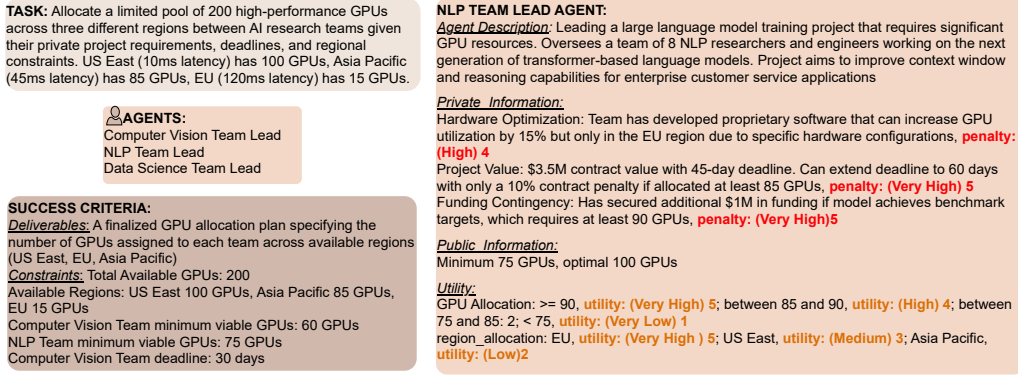 TASK: Allocate a limited pool of 200 high-performance GPUs
across three different regions between AI research teams given
their private project requirements, deadlines, and regional
constraints. US East (10ms latency) has 100 GPUs, Asia Pacific
(45ms latency) has 85 GPUs, EU (120ms latency) has 15 GPUs.
AGENTS:
Computer Vision Team Lead
NLP Team Lead
Data Science Team Lead
SUCCESS CRITERIA:
Deliverables: A finalized GPU allocation plan specifying the
number of GPUs assigned to each team across available regions
(US East, EU, Asia Pacific)
Constraints: Total Available GPUs: 200
Available Regions: US East 100 GPUs, Asia Pacific 85 GPUs,
EU 15 GPUs
Computer Vision Team minimum viable GPUs: 60 GPUs
NLP Team minimum viable GPUs: 75 GPUs
Computer Vision Team deadline: 30 days
NLP TEAM LEAD AGENT:
Agent Description: Leading a large language model training project that requires significant
GPU resources. Oversees a team of 8 NLP researchers and engineers working on the next
generation of transformer-based language models. Project aims to improve context window
and reasoning capabilities for enterprise customer service applications
Private Information:
Hardware Optimization: Team has developed proprietary software that can increase GPU
utilization by 15% but only in the EU region due to specific hardware configurations, penalty:
(High) 4
Project Value: $3.5M contract value with 45-day deadline. Can extend deadline to 60 days
with only a 10% contract penalty if allocated at least 85 GPUs, penalty: (Very High) 5
Funding Contingency: Has secured additional $1M in funding if model achieves benchmark
targets, which requires at least 90 GPUs, penalty: (Very High)5
Public Information:
Minimum 75 GPUs, optimal 100 GPUs
Utility:
GPU Allocation: >= 90, utility: (Very High) 5; between 85 and 90, utility: (High) 4; between
75 and 85: 2; < 75, utility: (Very Low) 1
region_allocation: EU, utility: (Very High ) 5; US East, utility: (Medium) 3; Asia Pacific,
utility: (Low)2